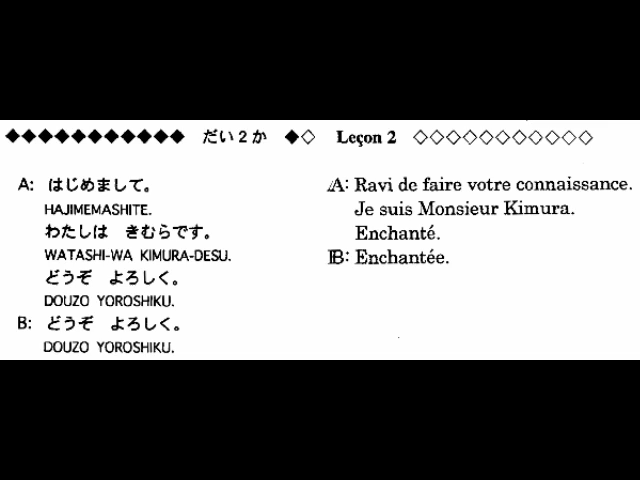 ◆◆◆◆◆◆◆◆◆◆◆ だい2か ◆◇ Leçon 2 ◇◇◇◇◇◇◇◇◇◇◇
A: はじめまして。
HAJIMEMASHITE.
わたしは きむらです。
WATASHI-WA KIMURA-DESU.
どうぞ よろしく。
DOUZO YOROSHIKU.
B: どうぞ よろしく。
DOUZO YOROSHIKU.
A: Ravi de faire votre connaissance.
Je suis Monsieur Kimura.
Enchanté.
B: Enchantée.